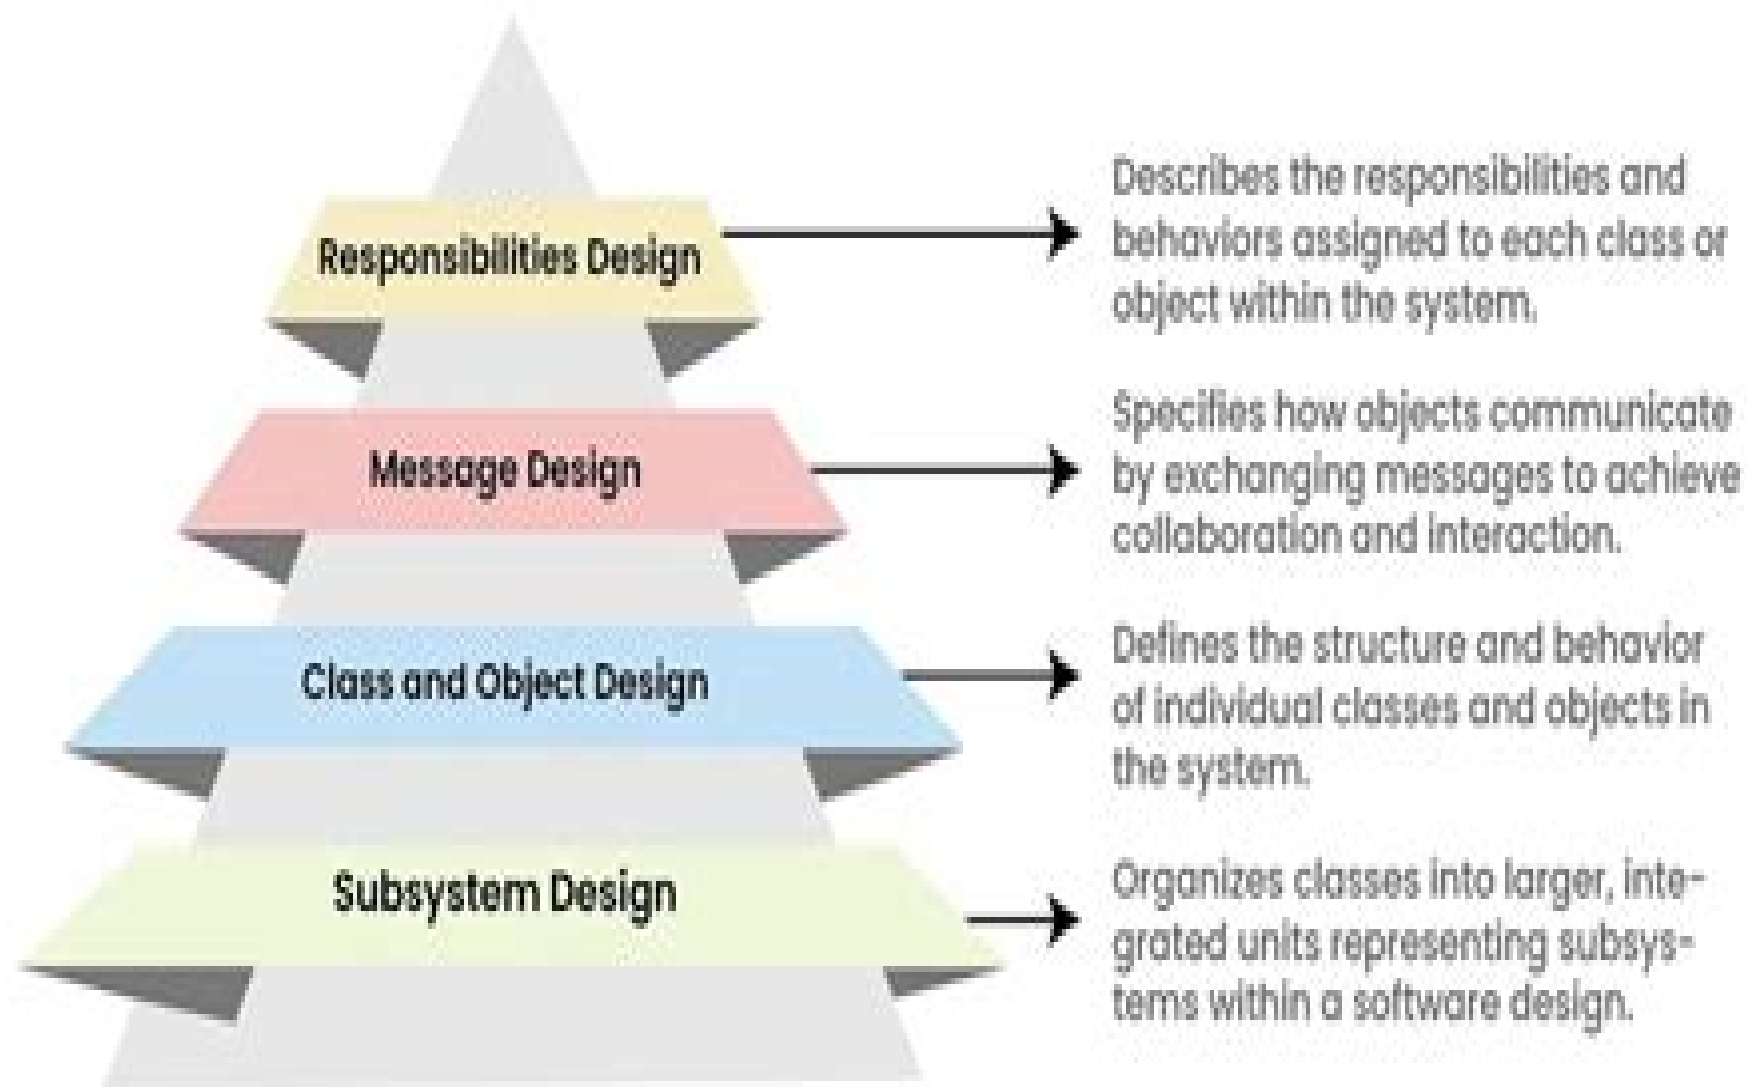 Responsibilities Design
Describes the responsibilities and
behaviors assigned to each class or
object within the system.
Message Design
Specifies how objects communicate
by exchanging messages to achieve
collaboration and interaction.
Class and Object Design
Defines the structure and behavior
of individual classes and objects in
the system.
Subsystem Design
Organizes classes into larger, inte-
grated units representing subsys-
tems within a software design.